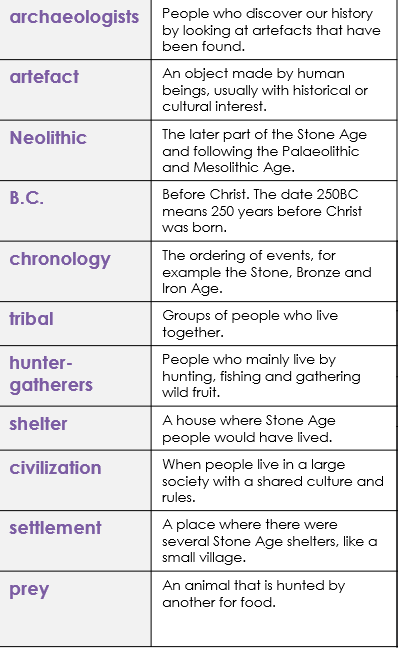 archaeologists
People who discover our history
by looking at artefacts that have
been found.
artefact
An object made by human
beings, usually with historical or
cultural interest.
Neolithic
The later part of the Stone Age
and following the Palaeolithic
and Mesolithic Age.
B.C.
Before Christ. The date 250BC
means 250 years before Christ
was born.
chronology
The ordering of events, for
example the Stone, Bronze and
Iron Age.
tribal
Groups of people who live
together.
hunter-
gatherers
People who mainly live by
hunting, fishing and gathering
wild fruit.
shelter
A house where Stone Age
people would have lived.
civilization
When people live in a large
society with a shared culture and
rules.
settlement
A place where there were
several Stone Age shelters, like a
small village.
prey
An animal that is hunted by
another for food.